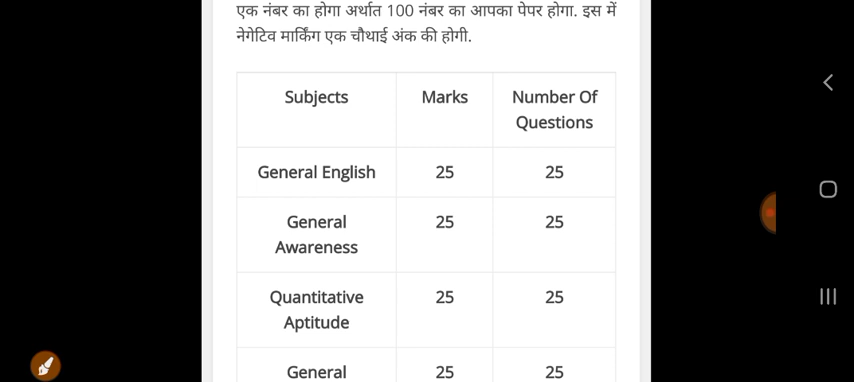 एक नंबर का होगा अर्थात 100 नंबर का आपका पेपर होगा. इस में
नेगेटिव मार्किंग एक चौथाई अंक की होगी.
Subjects Marks Number Of
Questions
General English 25 25
General 25 25
Awareness
Quantitative 25 25
Aptitude
General 25 25